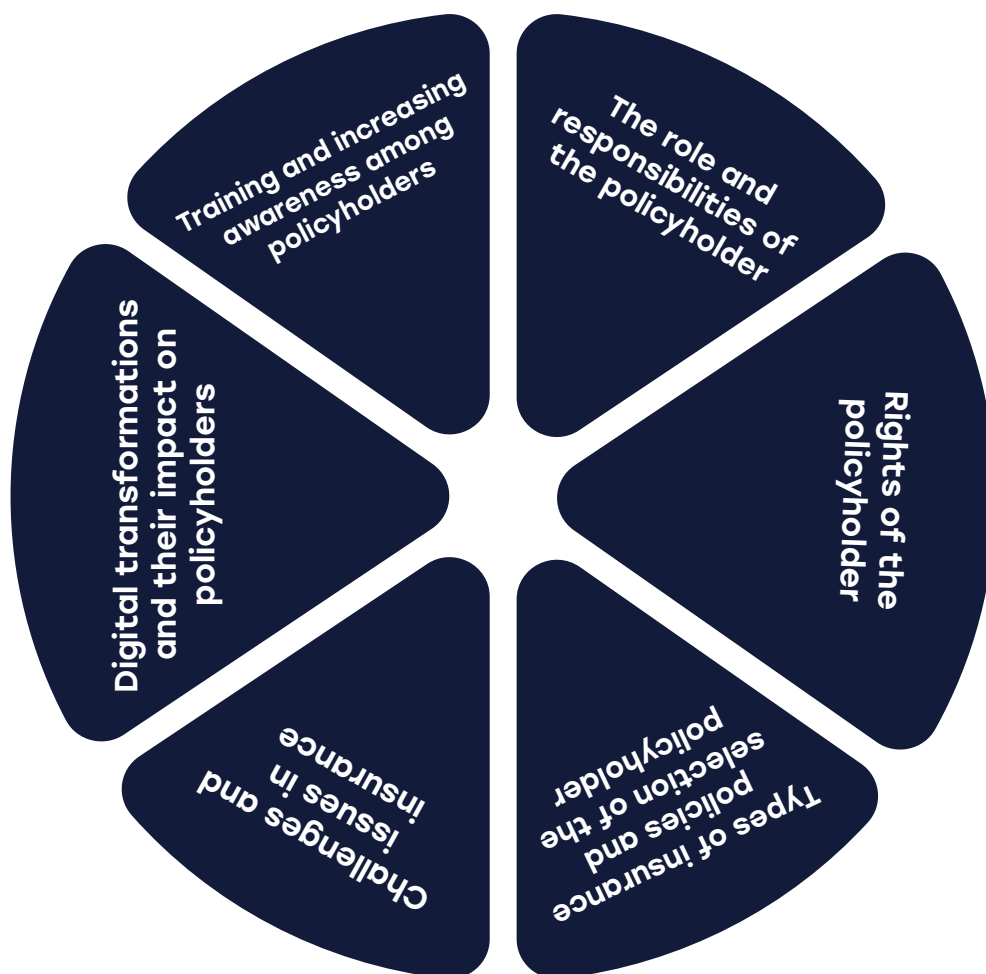 The role and
responsibilities of
the policyholder
Rights of the
policyholder
Types of insurance
policies and
selection of the
policyholder
Challenges and
issues in
insurance
Digital transformations
and their impact on
policyholders
Training and increasing
awareness among
policyholders